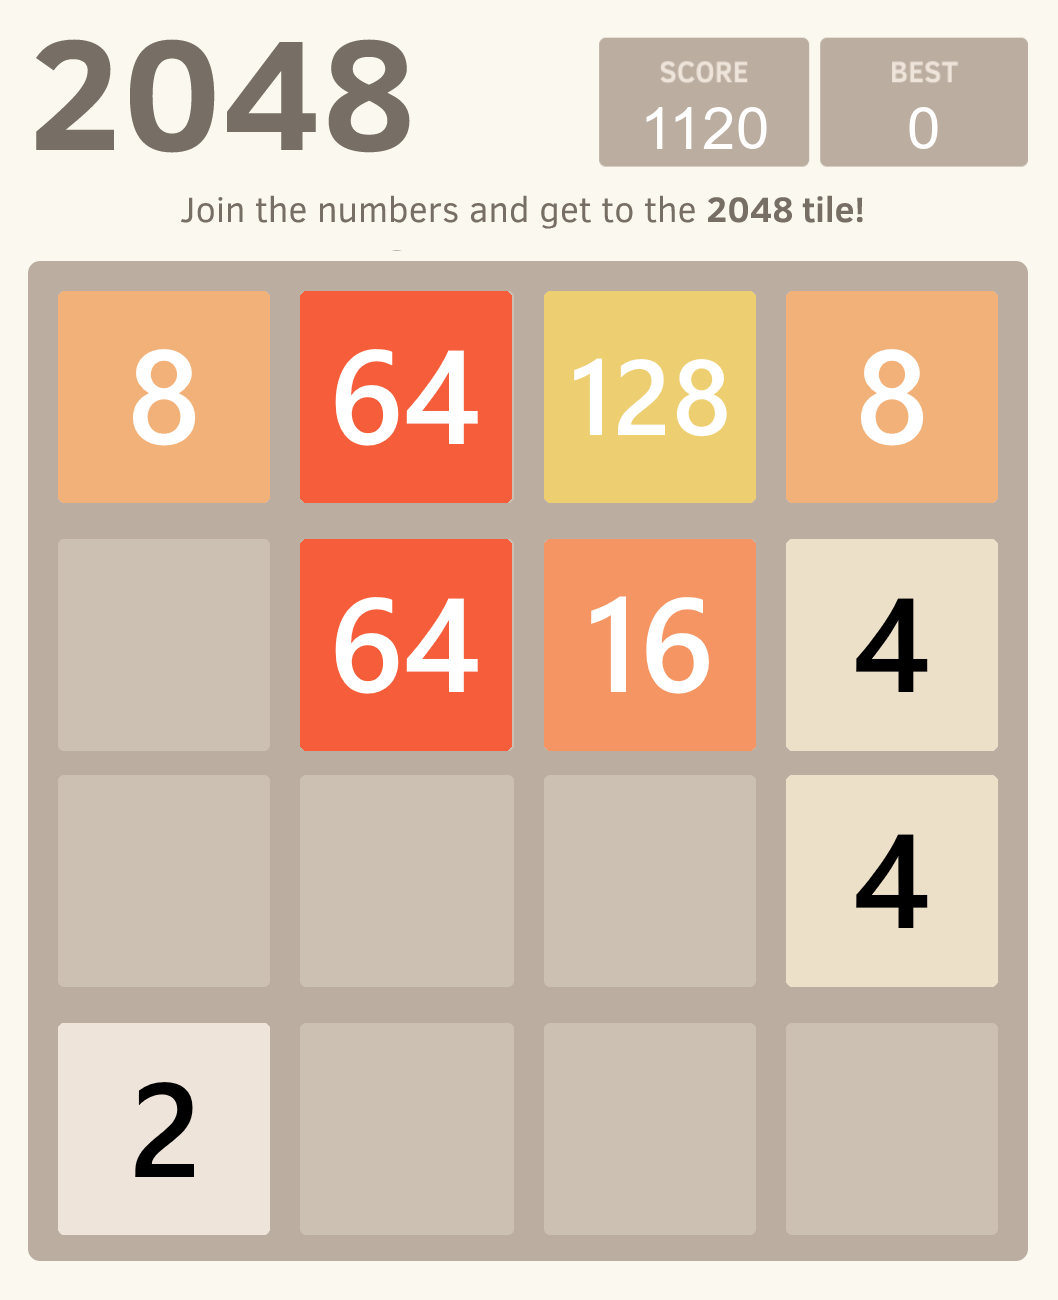 2048
SCORE BEST
1120 0
Join the numbers and get to the 2048 tile!
8 64 128 8
64 16 4
4
2